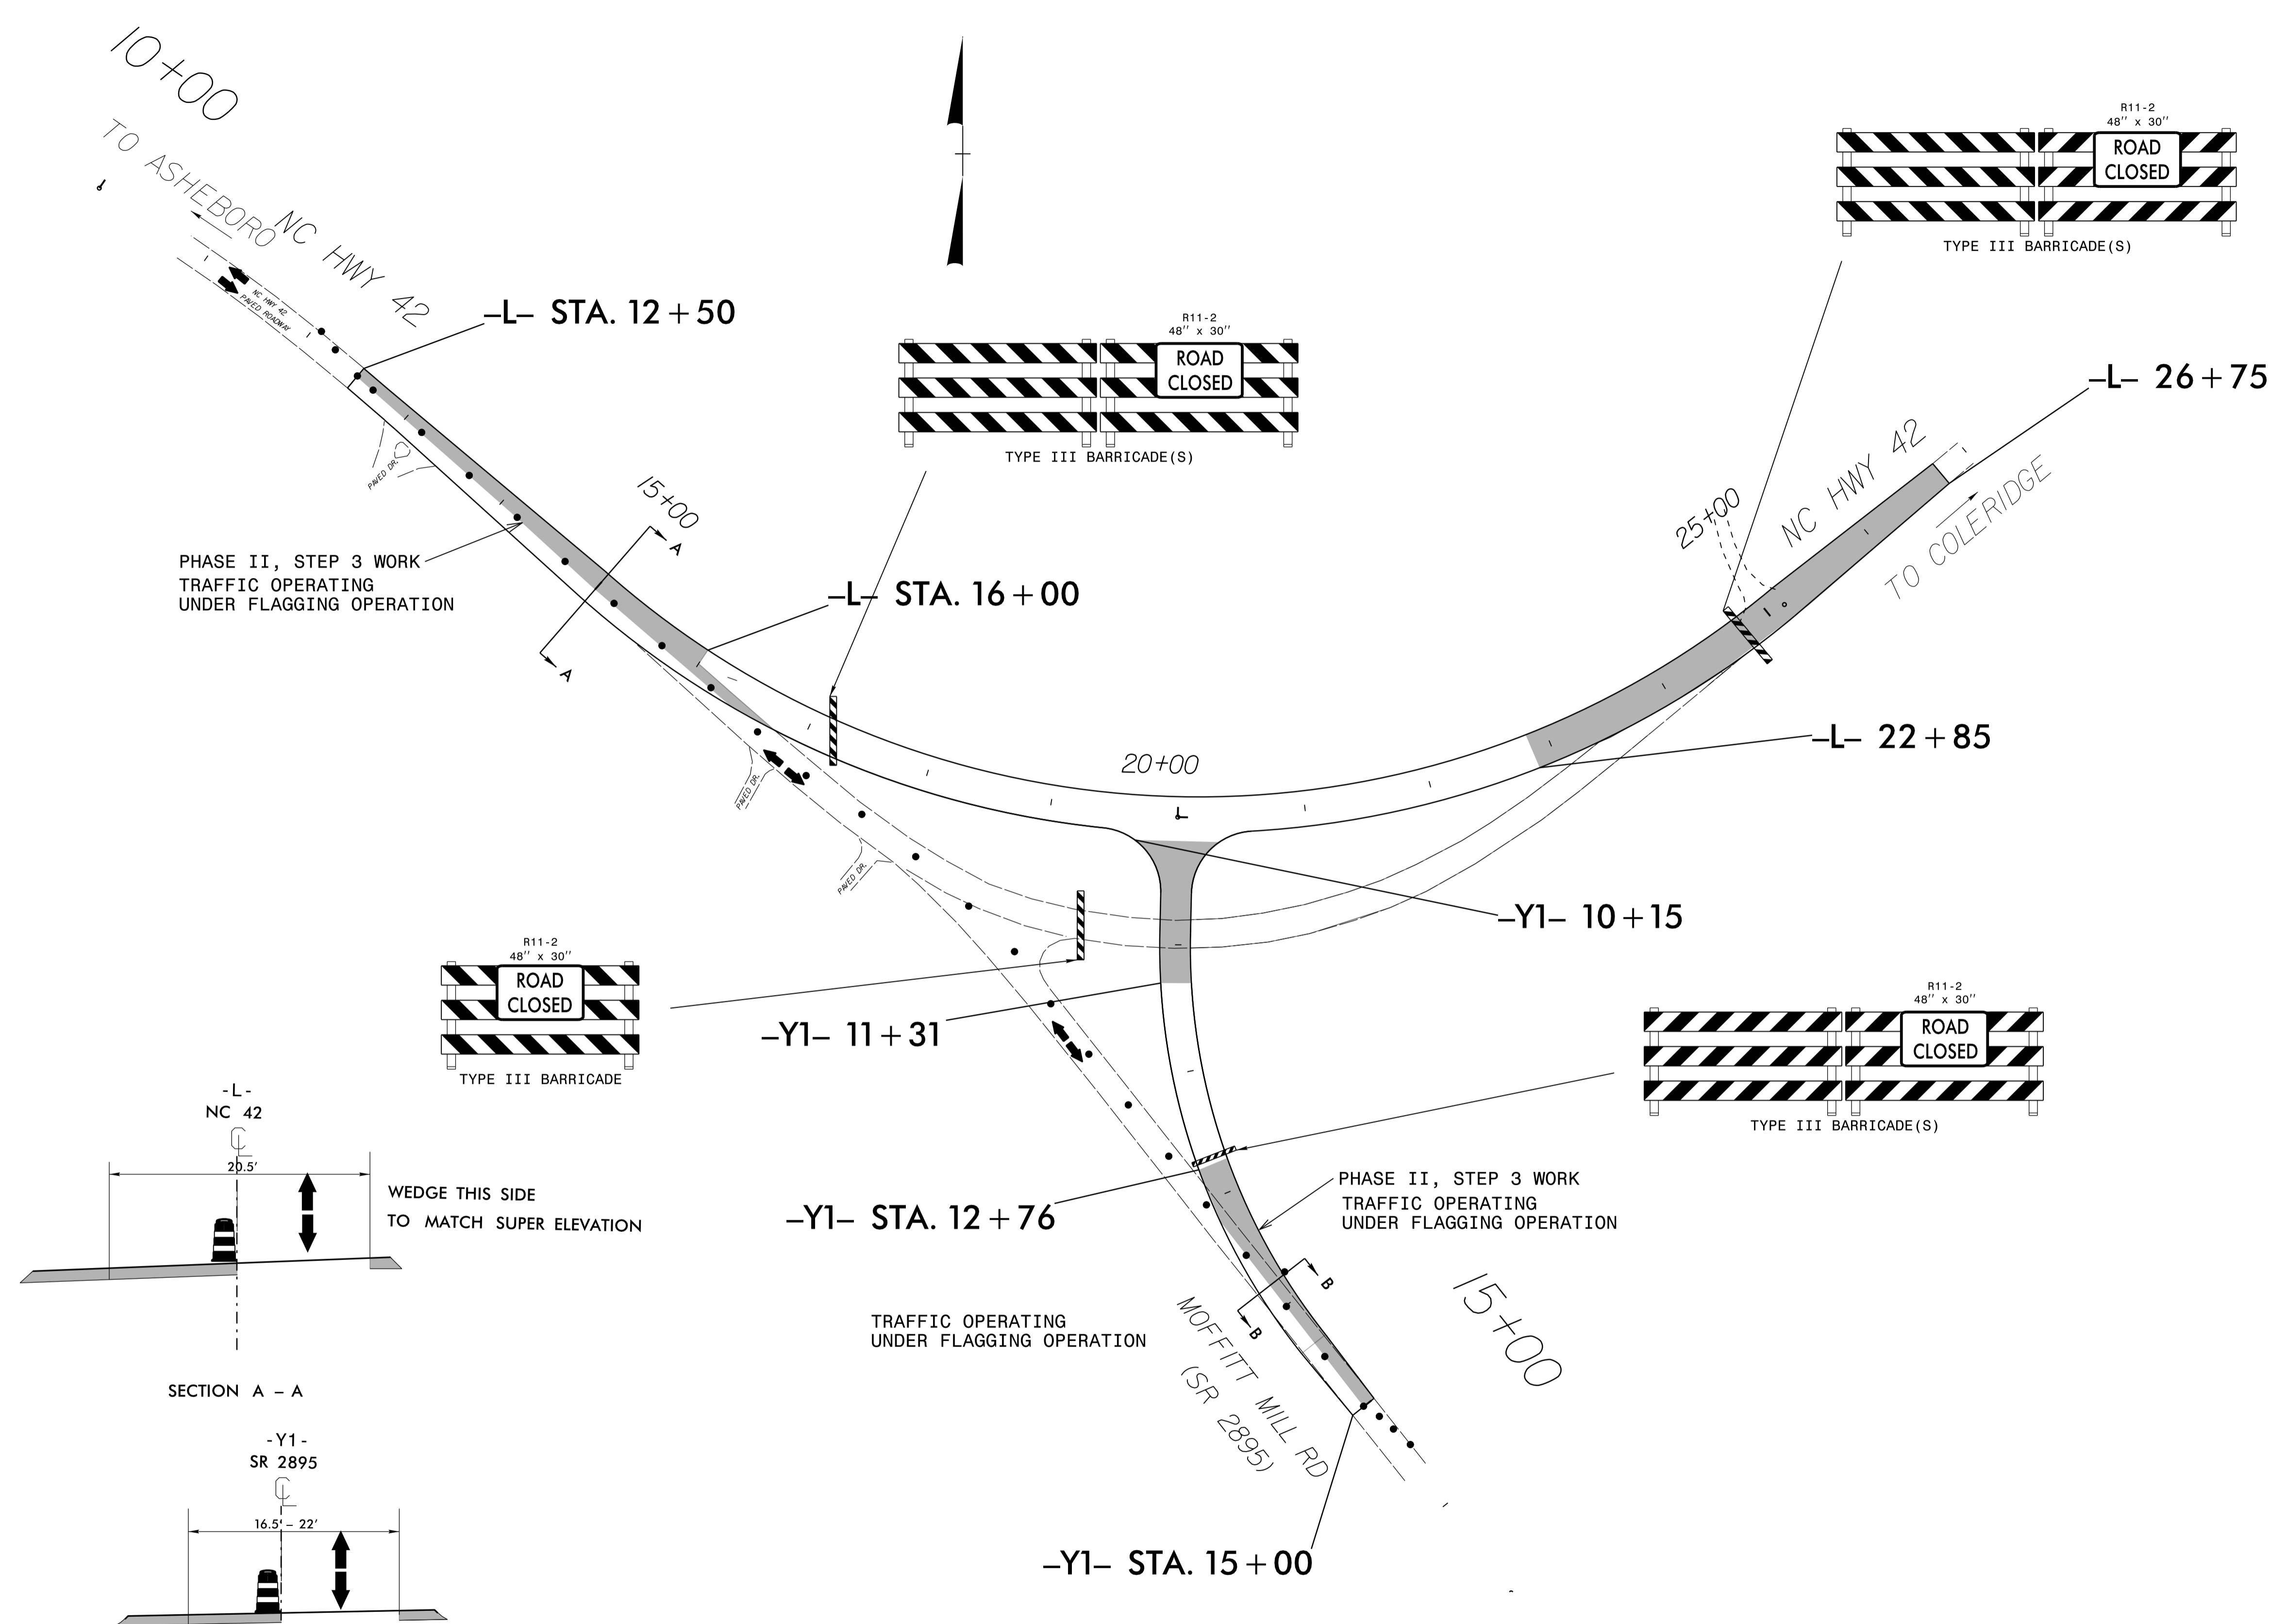 10+00
TO ASHEBORO
NC HWY 42
NC HWY 42
PAVED ROADWAY
–L– STA. 12+50
R11-2
48" x 30"
ROAD
CLOSED
TYPE III BARRICADE(S)
R11-2
48" x 30"
ROAD
CLOSED
TYPE III BARRICADE(S)
–L– 26+75
NC HWY 42
TO COLERIDGE
25+00
PAVED DR.
15+00
A
A
PHASE II, STEP 3 WORK
TRAFFIC OPERATING
UNDER FLAGGING OPERATION
–L– STA. 16+00
20+00
L
–L– 22+85
PAVED DR.
PAVED DR.
–Y1– 10+15
R11-2
48" x 30"
ROAD
CLOSED
TYPE III BARRICADE
–Y1– 11+31
R11-2
48" x 30"
ROAD
CLOSED
TYPE III BARRICADE(S)
-L-
NC 42
CL
20.5'
WEDGE THIS SIDE
TO MATCH SUPER ELEVATION
SECTION A – A
–Y1– STA. 12+76
PHASE II, STEP 3 WORK
TRAFFIC OPERATING
UNDER FLAGGING OPERATION
B
B
TRAFFIC OPERATING
UNDER FLAGGING OPERATION
MOFFITT MILL RD
(SR 2895)
15+00
-Y1-
SR 2895
CL
16.5' – 22'
–Y1– STA. 15+00